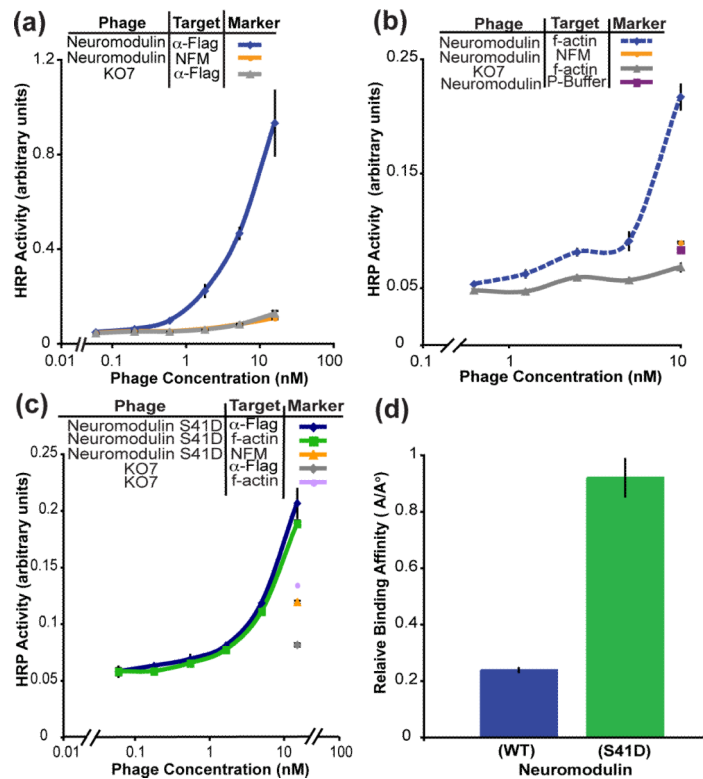 (a)
Phage Target Marker
Neuromodulin α-Flag
Neuromodulin NFM
KO7 α-Flag
HRP Activity (arbitrary units)
1.2
0.8
0.4
0
0.01 0.1 1 10 100
Phage Concentration (nM)
(b)
Phage Target Marker
Neuromodulin f-actin
Neuromodulin NFM
KO7 f-actin
Neuromodulin P-Buffer
HRP Activity (arbitrary units)
0.25
0.15
0.05
0
0.1 1 10
Phage Concentration (nM)
(c)
Phage Target Marker
Neuromodulin S41D α-Flag
Neuromodulin S41D f-actin
Neuromodulin S41D NFM
KO7 α-Flag
KO7 f-actin
HRP Activity (arbitrary units)
0.25
0.2
0.15
0.1
0.05
0
0.01 0.1 1 10 100
Phage Concentration (nM)
(d)
Relaive Binding Affinity ( A/A°)
1
0.8
0.6
0.4
0.2
0
(WT) (S41D)
Neuromodulin